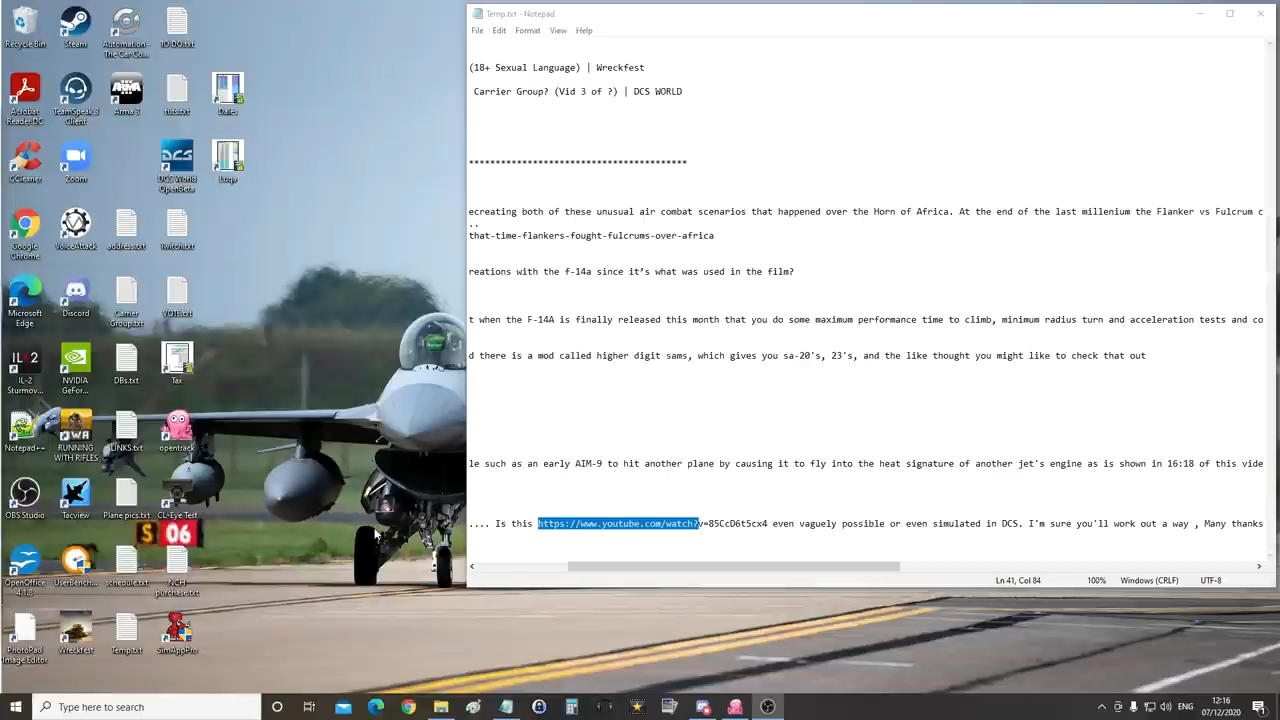 Temp.txt - Notepad
File Edit Format View Help
(18+ Sexual Language) | Wreckfest
Carrier Group? (Vid 3 of ?) | DCS WORLD
*****************************************
ecreating both of these unusual air combat scenarios that happened over the Horn of Africa. At the end of the last millenium the Flanker vs Fulcrum c
..
that-time-flankers-fought-fulcrums-over-africa
reations with the f-14a since it's what was used in the film?
t when the F-14A is finally released this month that you do some maximum performance time to climb, minimum radius turn and acceleration tests and co
d there is a mod called higher digit sams, which gives you sa-20's, 23's, and the like thought you might like to check that out
le such as an early AIM-9 to hit another plane by causing it to fly into the heat signature of another jet's engine as is shown in 16:18 of this vide
.... Is this https://www.youtube.com/watch?v=85CcD6t5cx4 even vaguely possible or even simulated in DCS. I'm sure you'll work out a way , Many thanks
Ln 41, Col 84 100% Windows (CRLF) UTF-8
Recycle Bin
Steam
Automation - The Car Co...
TO DO.txt
Acrobat Reader DC
TeamSpeak 3 Client
ARMA
Arma 3
tuts.txt
Dales
CCleaner
Zoom
DCS
DCS World OpenBeta
Google Chrome
VoiceAttack
address.txt
twitch.txt
Microsoft Edge
Discord
Carrier Group.txt
VOTE.txt
IL-2
IL-2 Sturmov...
NVIDIA GeFor...
DBs.txt
Tax
Notepad++
RUNNING WITH RIFLES
LINKS.txt
opentrack
OBS Studio
Tacview
Plane pics.txt
CL-Eye Test
S 06
OpenOffice 4.1.8
UserBench...
schedule.txt
NCH purchase.txt
PhotoPad Image Editor
Wreckfest
Temp.txt
SimAppPro
Type here to search
ENG
12:16
07/12/2020